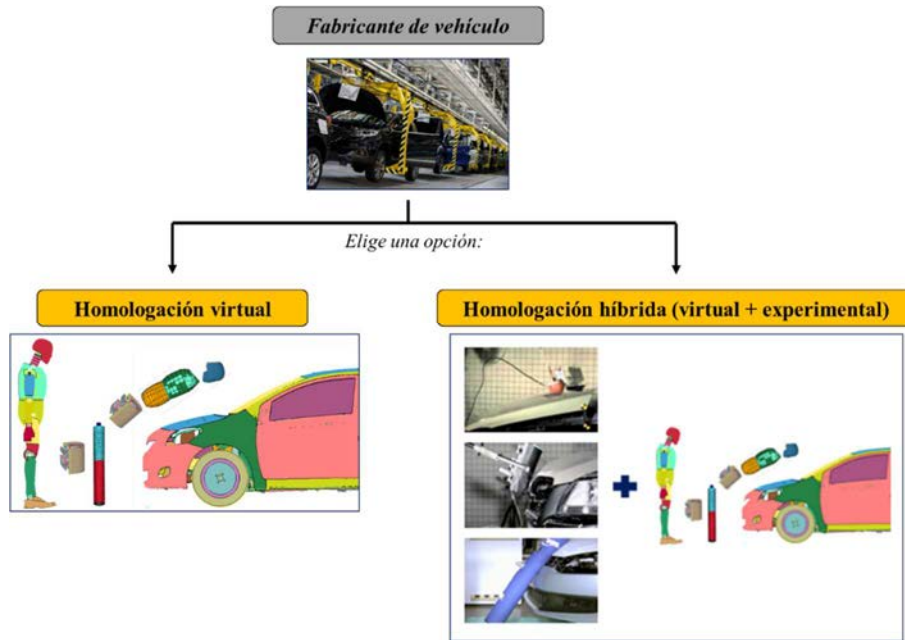 Fabricante de vehículo
Elige una opción:
Homologación virtual
Homologación híbrida (virtual + experimental)